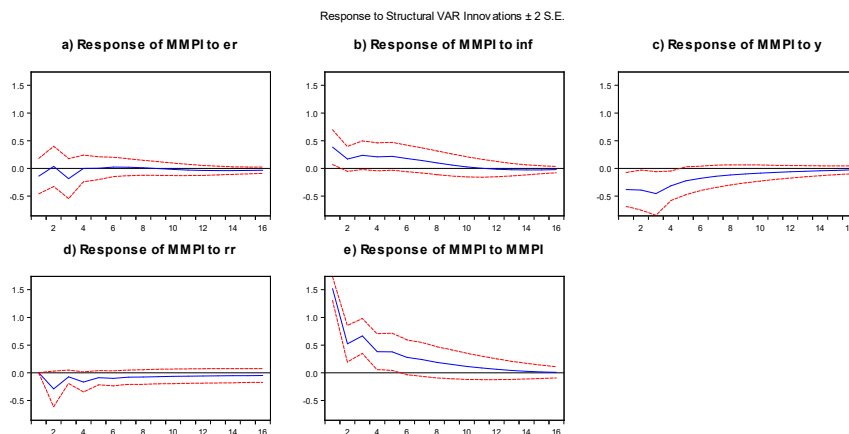 Response to Structural VAR Innovations ± 2 S.E.
a) Response of MMPI to er
b) Response of MMPI to inf
c) Response of MMPI to y
1.5
1.0
0.5
0.0
-0.5
2 4 6 8 10 12 14 16
1.5
1.0
0.5
0.0
-0.5
2 4 6 8 10 12 14 16
1.5
1.0
0.5
0.0
-0.5
2 4 6 8 10 12 14 16
d) Response of MMPI to rr
e) Response of MMPI to MMPI
1.5
1.0
0.5
0.0
-0.5
2 4 6 8 10 12 14 16
1.5
1.0
0.5
0.0
-0.5
2 4 6 8 10 12 14 16